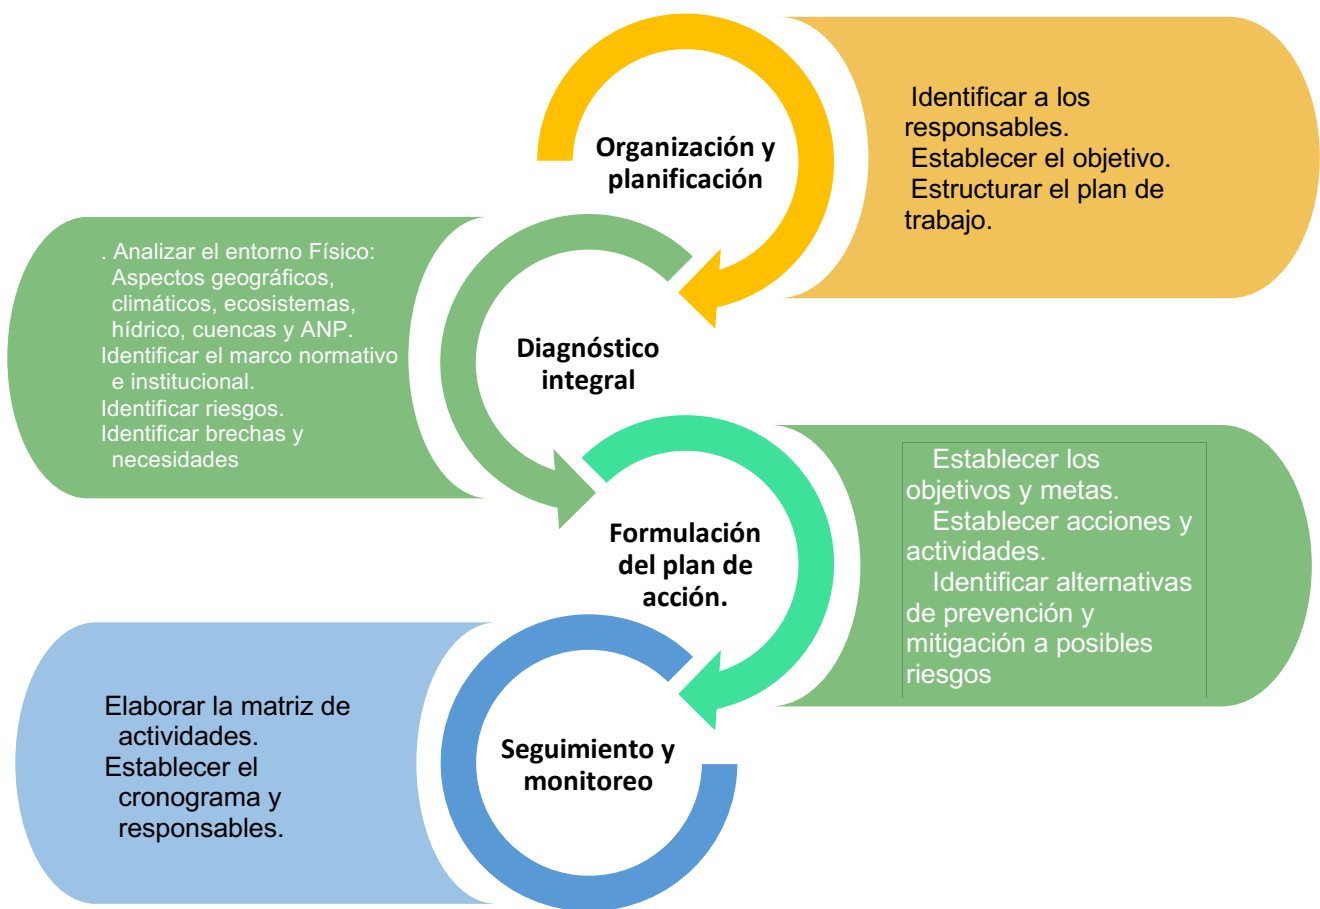 Organización y
planificación
Identificar a los
responsables.
Establecer el objetivo.
Estructurar el plan de
trabajo.
Diagnóstico
integral
. Analizar el entorno Físico:
Aspectos geográficos,
climáticos, ecosistemas,
hídrico, cuencas y ANP.
Identificar el marco normativo
e institucional.
Identificar riesgos.
Identificar brechas y
necesidades
Formulación
del plan de
acción.
Establecer los
objetivos y metas.
Establecer acciones y
actividades.
Identificar alternativas
de prevención y
mitigación a posibles
riesgos
Seguimiento y
monitoreo
Elaborar la matriz de
actividades.
Establecer el
cronograma y
responsables.